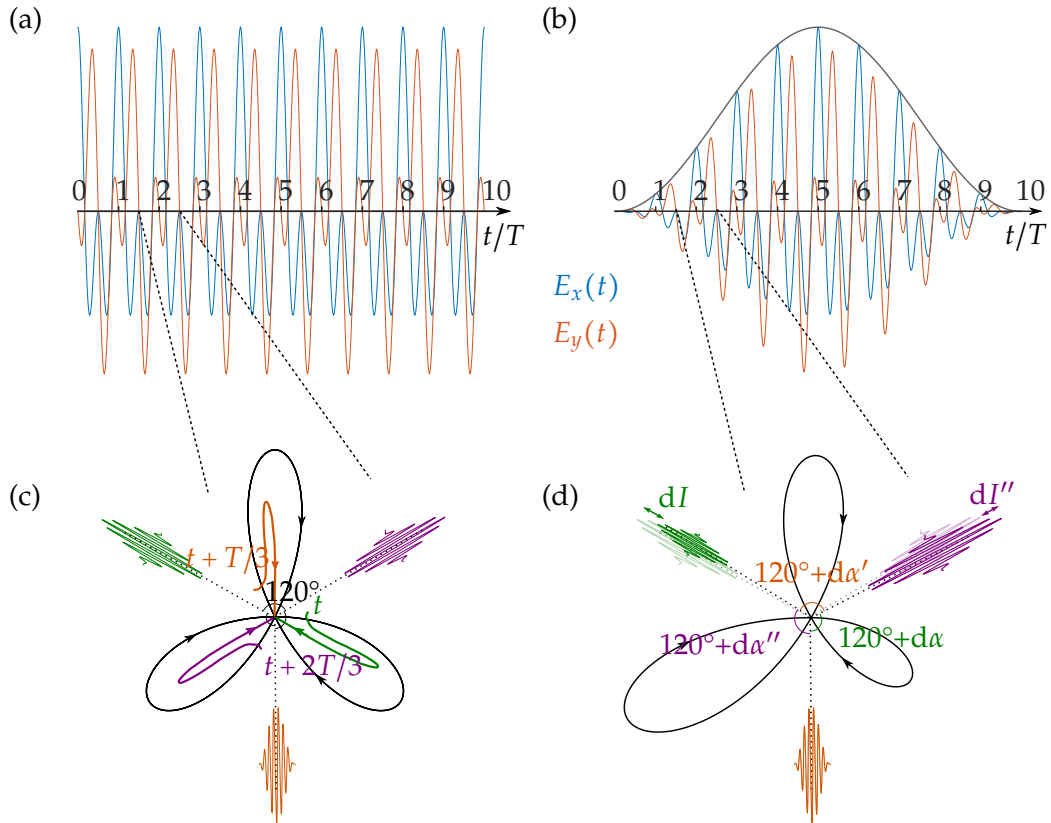 (a)
0 1 2 3 4 5 6 7 8 9 10
t/T
(b)
0 1 2 3 4 5 6 7 8 9 10
t/T
E_x(t)
E_y(t)
(c)
t + T/3
120°
t
t + 2T/3
(d)
dI
dI″
120°+dα′
120°+dα″
120°+dα